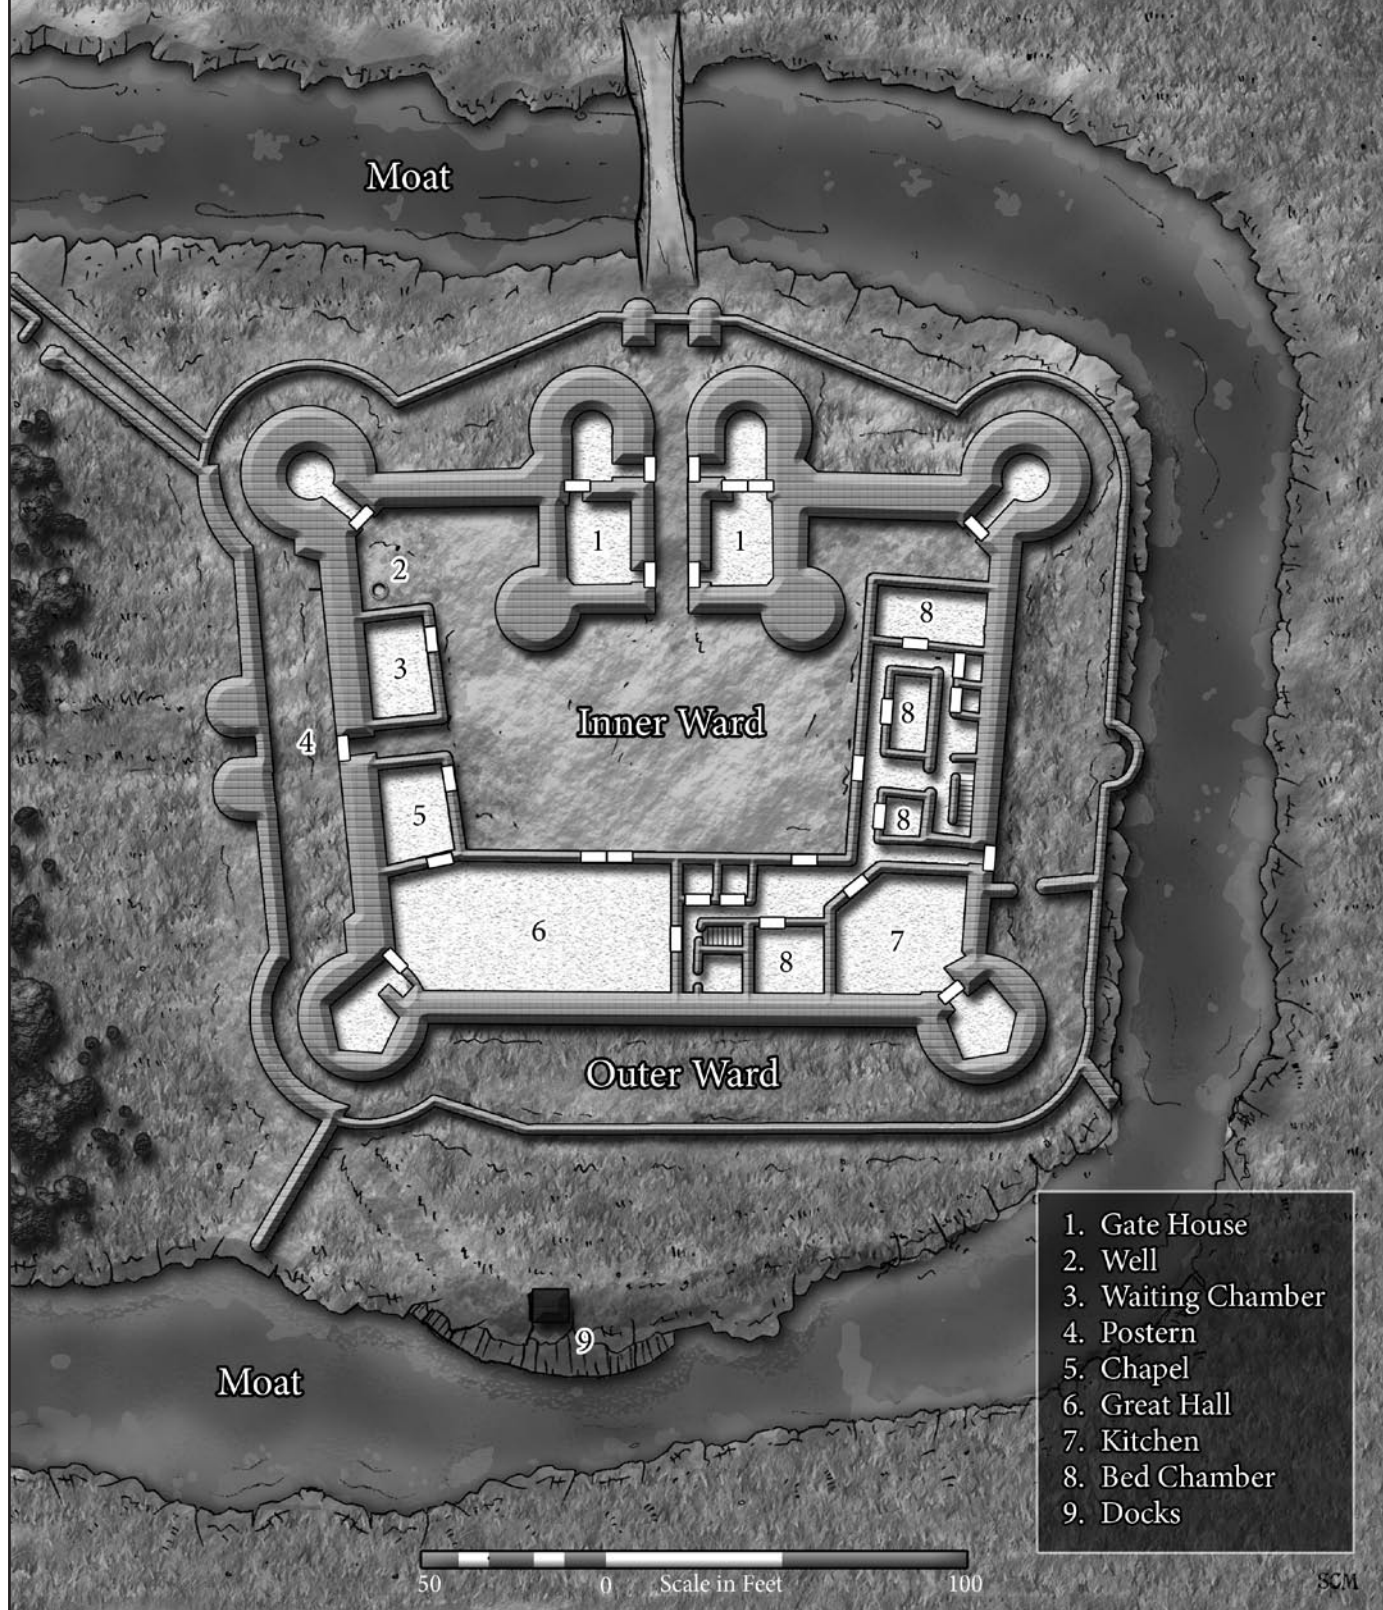 Moat
1
1
2
8
3
8
Inner Ward
4
5
8
6
7
8
Outer Ward
1. Gate House
2. Well
3. Waiting Chamber
4. Postern
5. Chapel
6. Great Hall
7. Kitchen
8. Bed Chamber
9. Docks
9
Moat
50 0 Scale in Feet 100
SCM